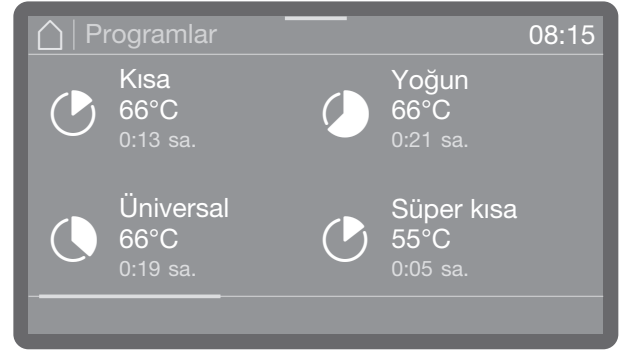 Programlar 08:15
Kısa
66°C
0:13 sa.
Yoğun
66°C
0:21 sa.
Üniversal
66°C
0:19 sa.
Süper kısa
55°C
0:05 sa.